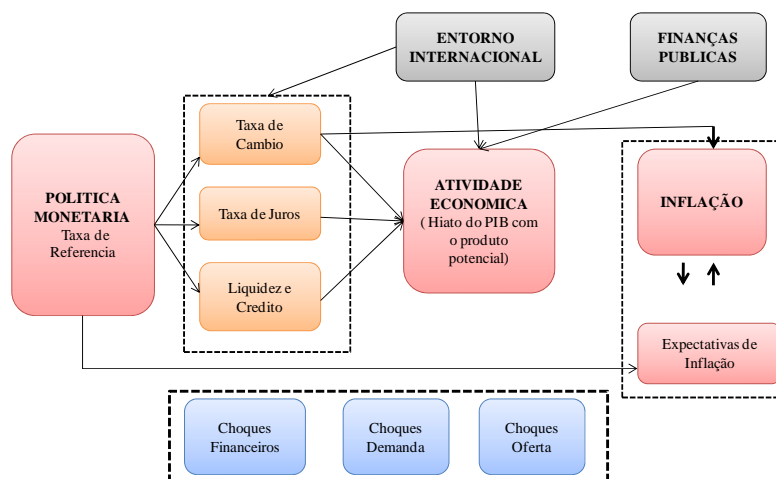 ENTORNO
INTERNACIONAL
FINANÇAS
PUBLICAS
Taxa de
Cambio
POLITICA
MONETARIA
Taxa de
Referencia
Taxa de Juros
Liquidez e
Credito
ATIVIDADE
ECONOMICA
( Hiato do PIB com
o produto
potencial)
INFLAÇÃO
Expectativas de
Inflação
Choques
Financeiros
Choques
Demanda
Choques
Oferta